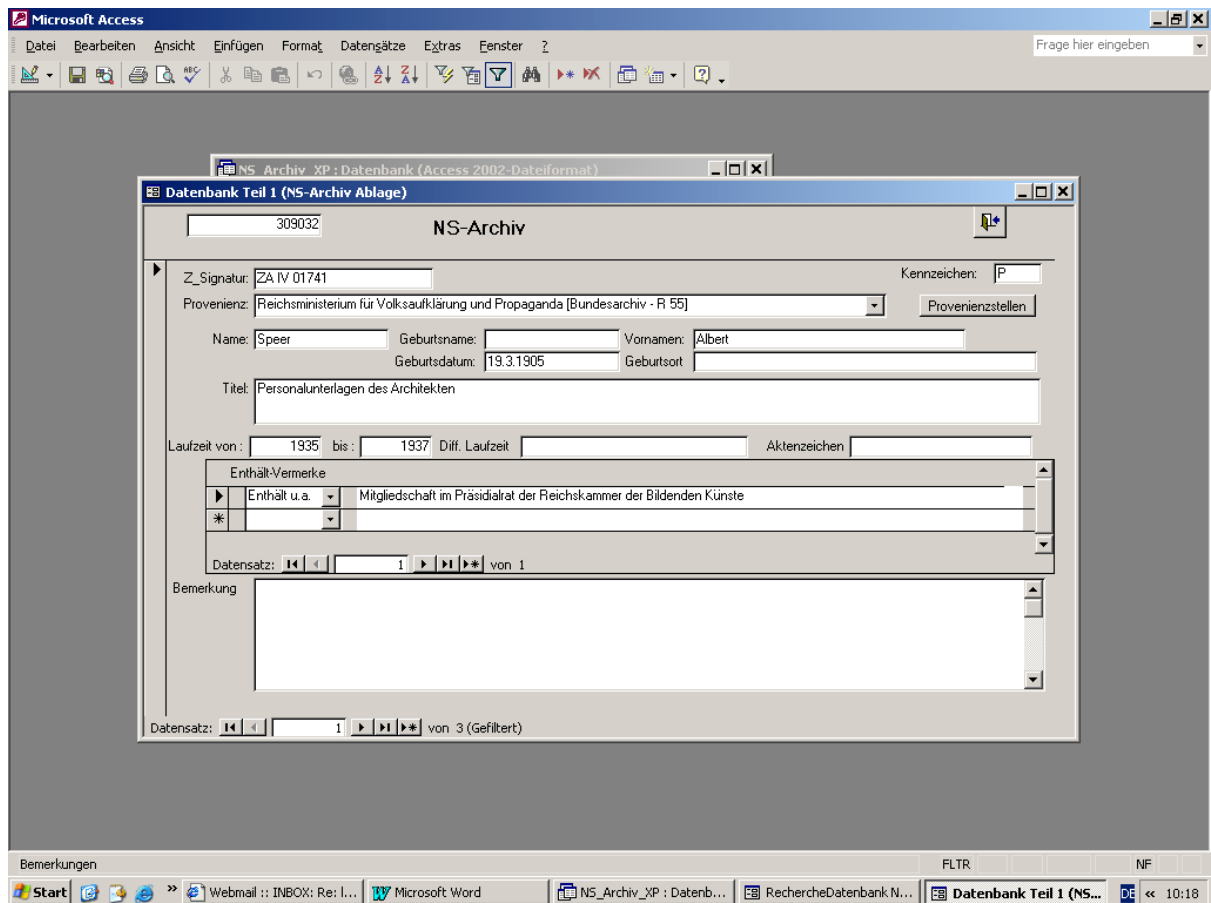 Microsoft Access
Datei Bearbeiten Ansicht Einfügen Format Datensätze Extras Fenster ? Frage hier eingeben
NS_Archiv_XP : Datenbank (Access 2002-Dateiformat)
Datenbank Teil 1 (NS-Archiv Ablage)
309032 NS-Archiv
Z_Signatur: ZA IV 01741 Kennzeichen: P
Provenienz: Reichsministerium für Volksaufklärung und Propaganda [Bundesarchiv - R 55] Provenienzstellen
Name: Speer Geburtsname: Vornamen: Albert
Geburtsdatum: 19.3.1905 Geburtsort
Titel: Personalunterlagen des Architekten
Laufzeit von : 1935 bis : 1937 Diff. Laufzeit Aktenzeichen
Enthält-Vermerke
Enthält u.a. Mitgliedschaft im Präsidialrat der Reichskammer der Bildenden Künste
Datensatz: 1 von 1
Bemerkung
Datensatz: 1 von 3 (Gefiltert)
Bemerkungen FLTR NF
Start Webmail :: INBOX: Re: I... Microsoft Word NS_Archiv_XP : Datenb... RechercheDatenbank N... Datenbank Teil 1 (NS... DE 10:18